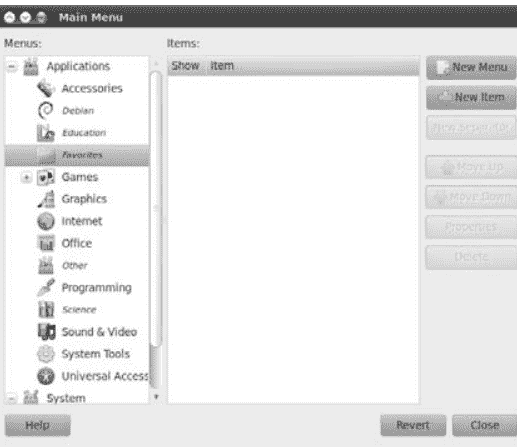 Main Menu
Menus:
Items:
Applications
Accessories
Debian
Education
Favorites
Games
Graphics
Internet
Office
Other
Programming
Science
Sound & Video
System Tools
Universal Access
System
Show Item
New Menu
New Item
New Separator
Move Up
Move Down
Properties
Delete
Help
Revert
Close